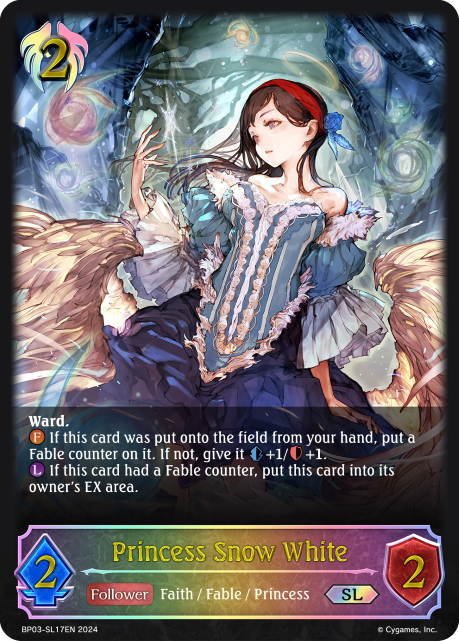 2
Ward.
F If this card was put onto the field from your hand, put a
Fable counter on it. If not, give it +1/ +1.
L If this card had a Fable counter, put this card into its
owner's EX area.
Princess Snow White
2
Follower Faith / Fable / Princess
SL
2
BP03-SL17EN 2024
© Cygames, Inc.